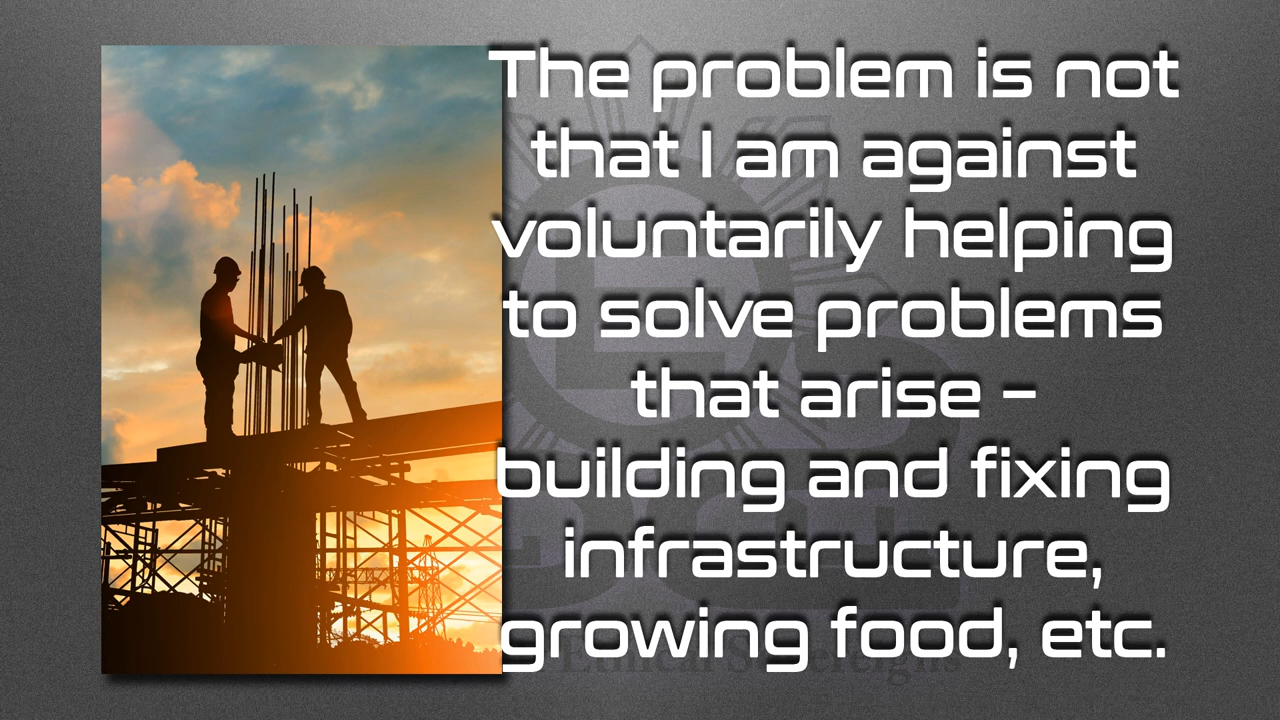 The problem is not
that I am against
voluntarily helping
to solve problems
that arise –
building and fixing
infrastructure,
growing food, etc.